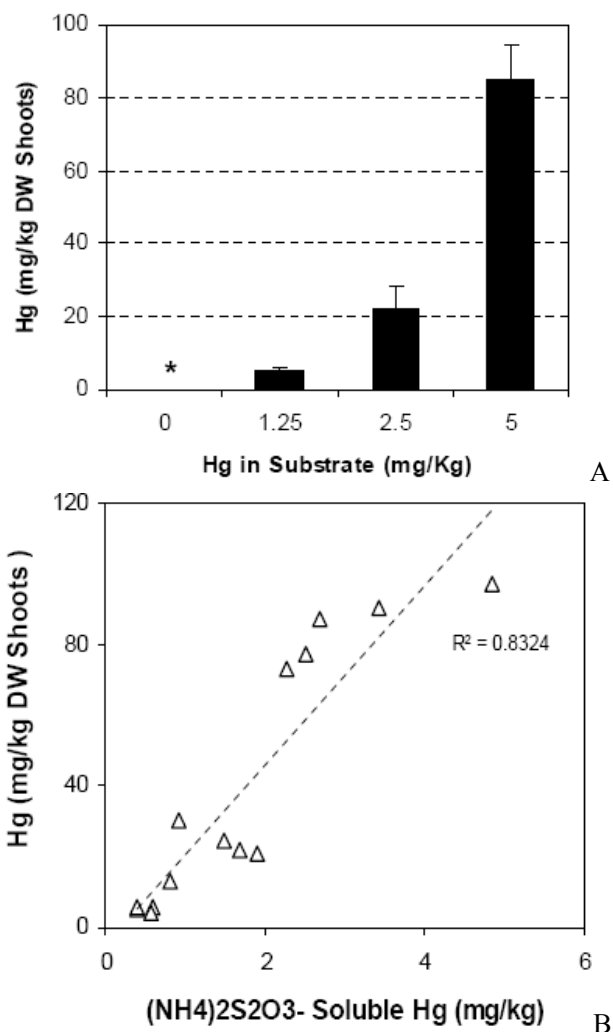 100
80
60
40
20
0
Hg (mg/kg DW Shoots)
*
0 1.25 2.5 5
Hg in Substrate (mg/Kg)
A
120
80
40
0
Hg (mg/kg DW Shoots )
R² = 0.8324
0 2 4 6
(NH4)2S2O3- Soluble Hg (mg/kg)
B